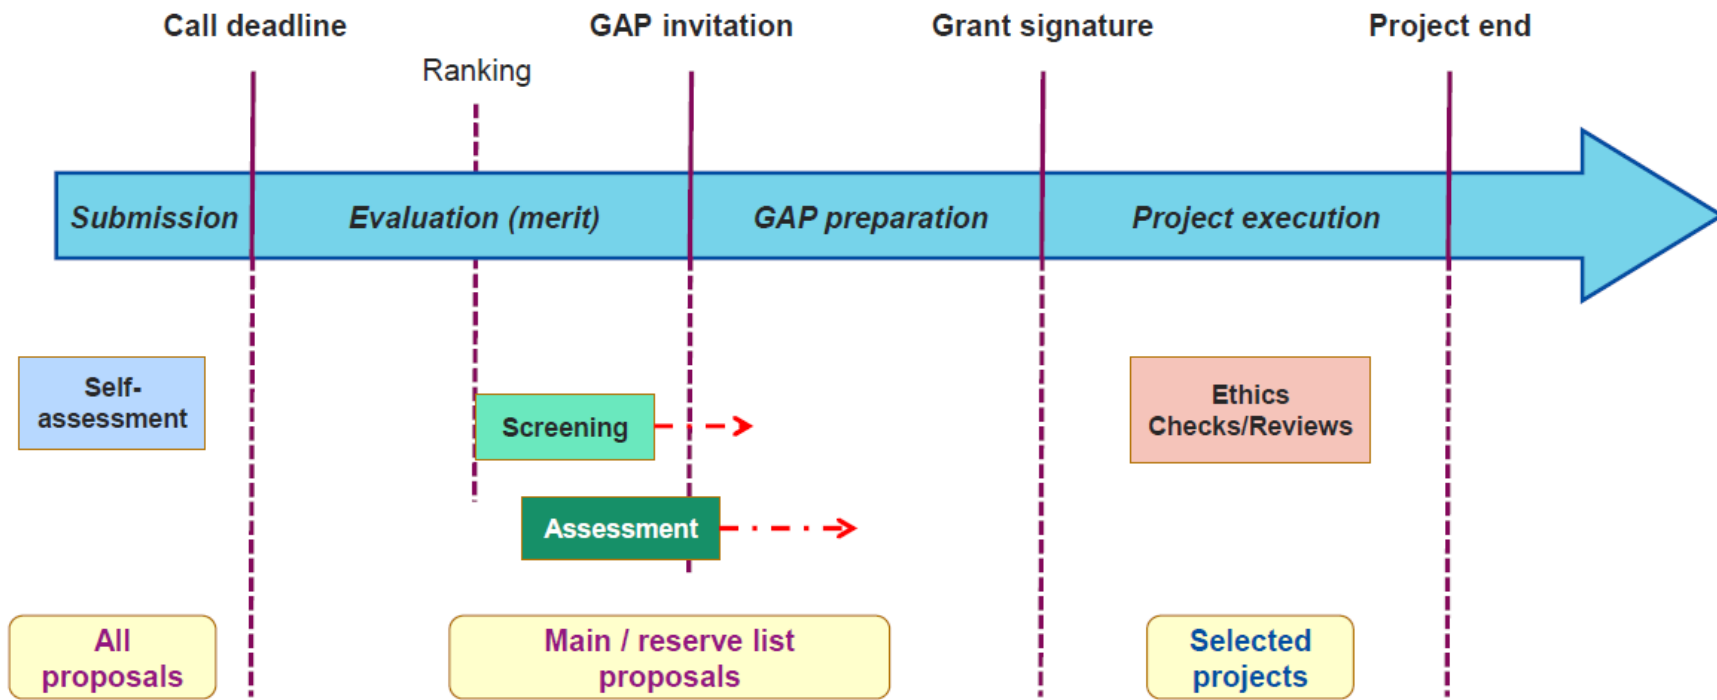 Call deadline
GAP invitation
Grant signature
Project end
Ranking
Submission
Evaluation (merit)
GAP preparation
Project execution
Self-
assessment
Screening
Assessment
Ethics
Checks/Reviews
All
proposals
Main / reserve list
proposals
Selected
projects